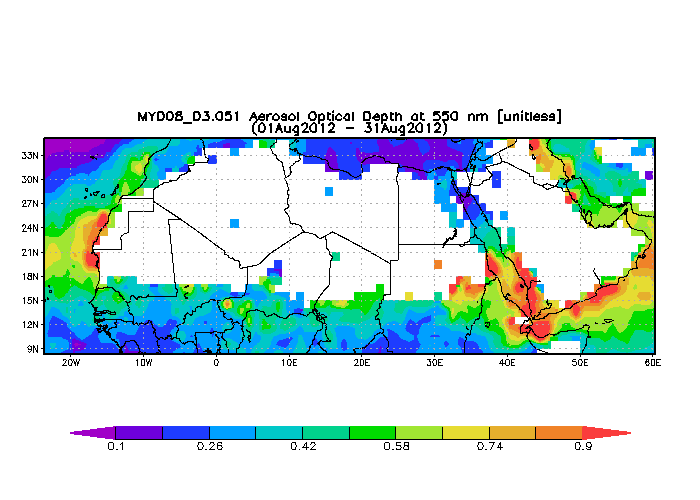 MYD08_D3.051 Aerosol Optical Depth at 550 nm [unitless]
(01Aug2012 - 31Aug2012)
33N
30N
27N
24N
21N
18N
15N
12N
9N
20W 10W 0 10E 20E 30E 40E 50E 60E
0.1 0.26 0.42 0.58 0.74 0.9